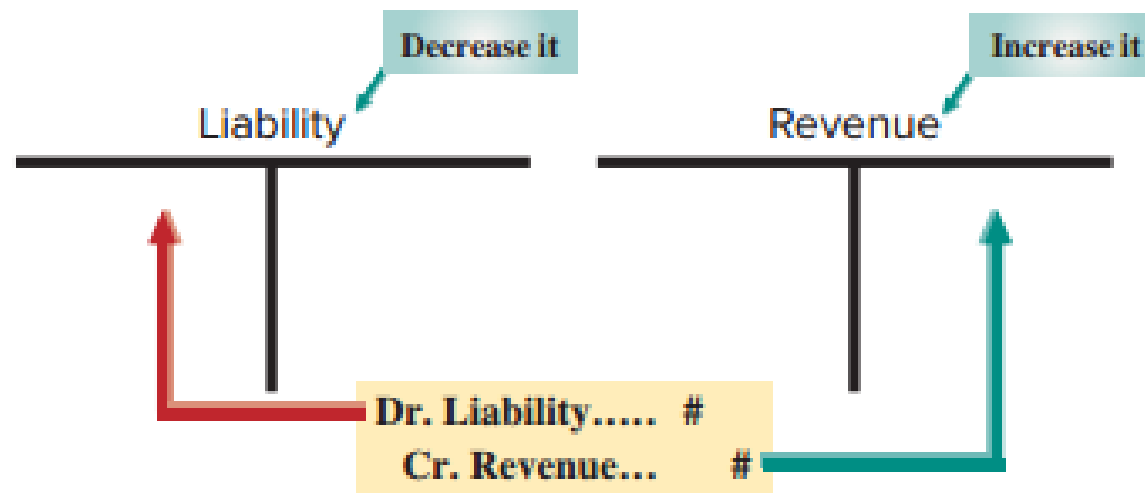 Decrease it
Increase it
Liability
Revenue
Dr. Liability..... #
Cr. Revenue... #